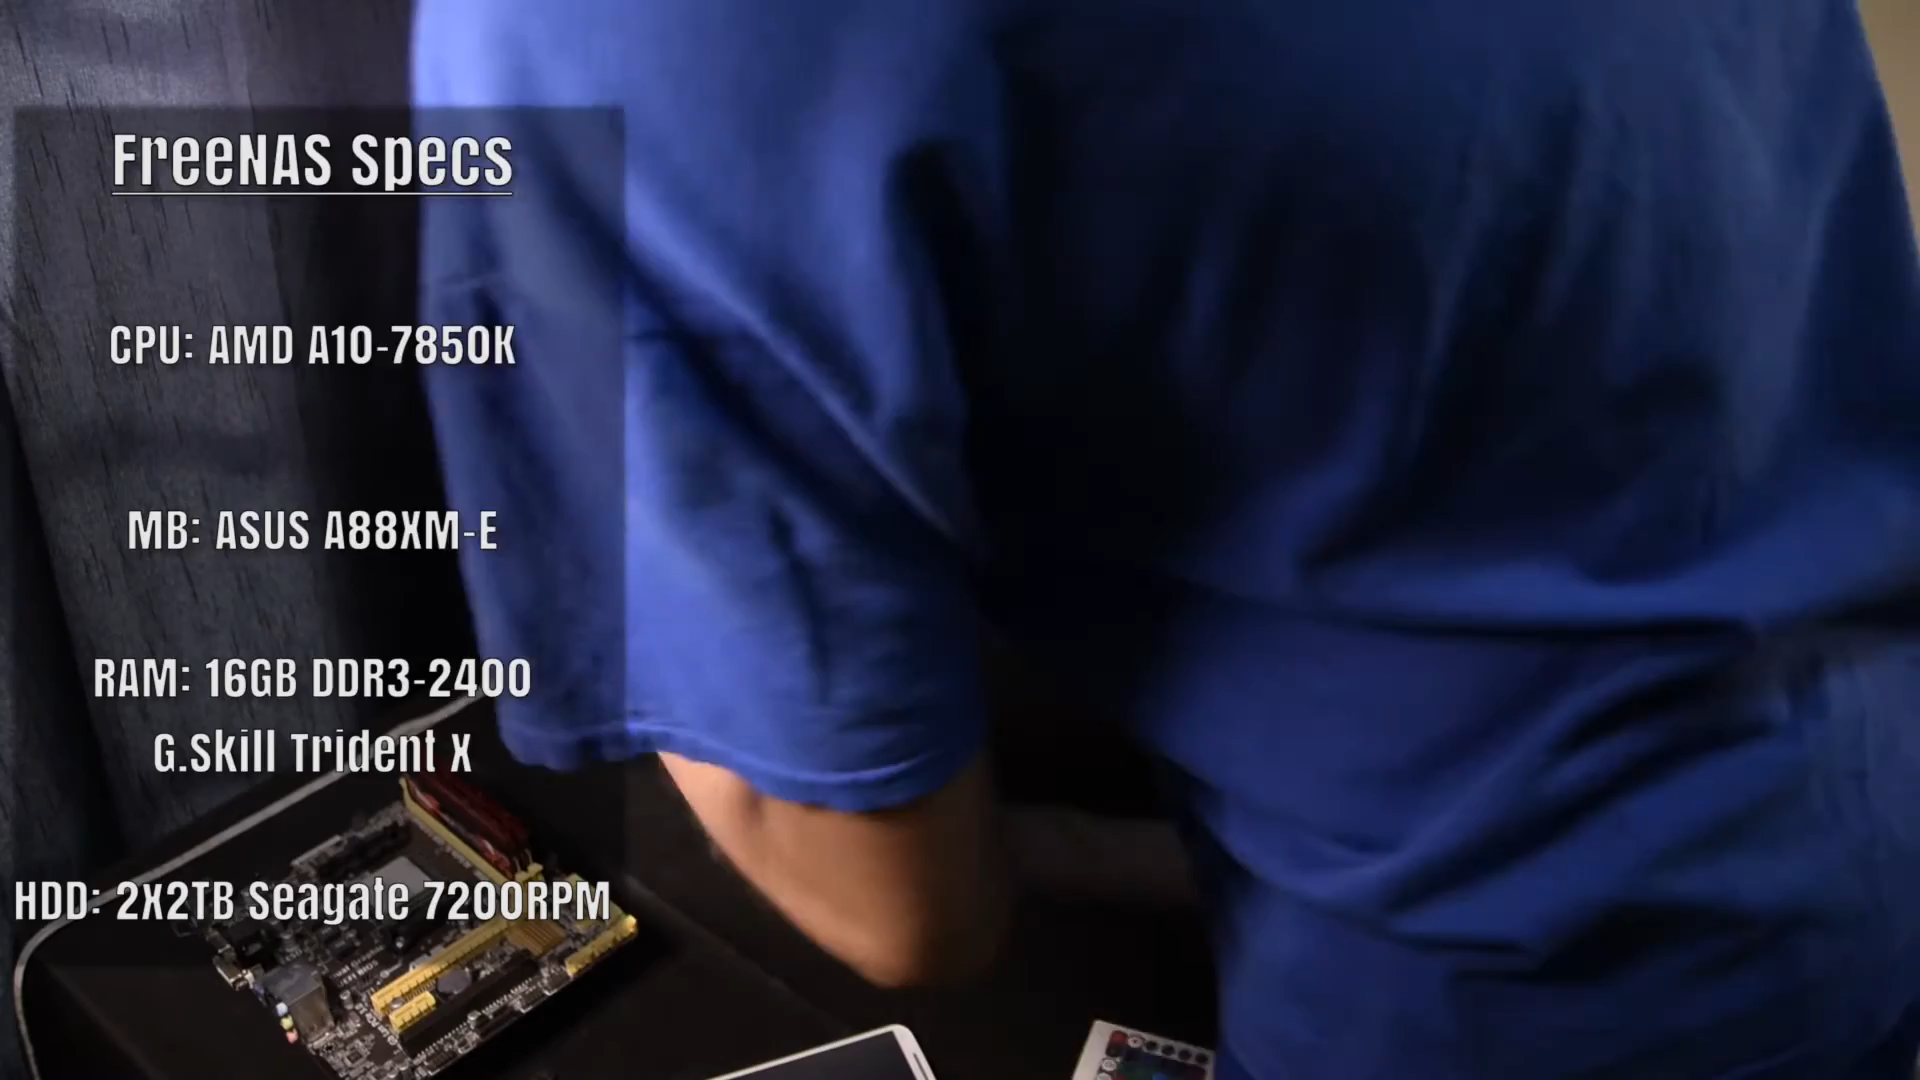 FreeNAS Specs
CPU: AMD A10-7850K
MB: ASUS A88XM-E
RAM: 16GB DDR3-2400
G.Skill Trident X
HDD: 2x2TB Seagate 7200RPM